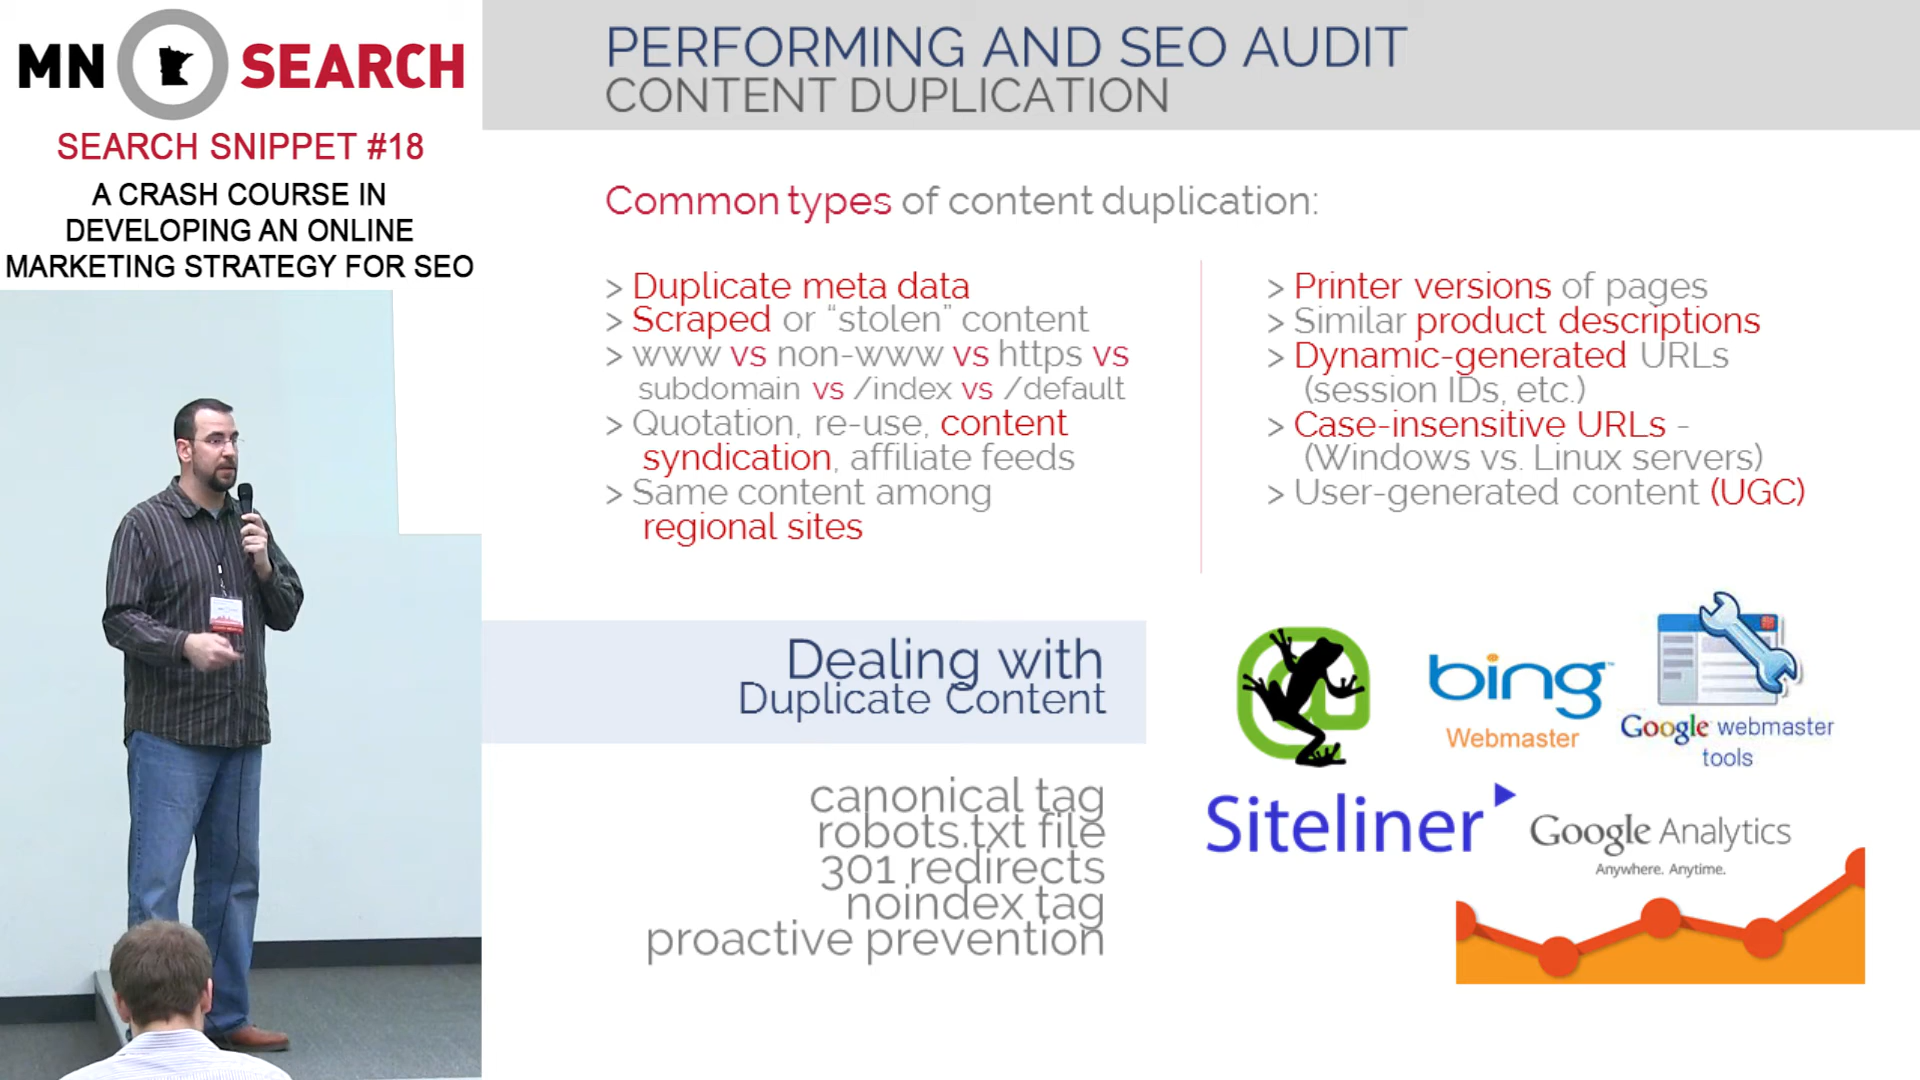 MN SEARCH
SEARCH SNIPPET #18
A CRASH COURSE IN
DEVELOPING AN ONLINE
MARKETING STRATEGY FOR SEO
PERFORMING AND SEO AUDIT
CONTENT DUPLICATION
Common types of content duplication:
> Duplicate meta data
> Scraped or “stolen” content
> www vs non-www vs https vs
subdomain vs /index vs /default
> Quotation, re-use, content
syndication, affiliate feeds
> Same content among
regional sites
> Printer versions of pages
> Similar product descriptions
> Dynamic-generated URLs
(session IDs, etc.)
> Case-insensitive URLs -
(Windows vs. Linux servers)
> User-generated content (UGC)
Dealing with
Duplicate Content
canonical tag
robots.txt file
301 redirects
noindex tag
proactive prevention
bing™
Webmaster
Google webmaster
tools
Siteliner
Google Analytics
Anywhere. Anytime.